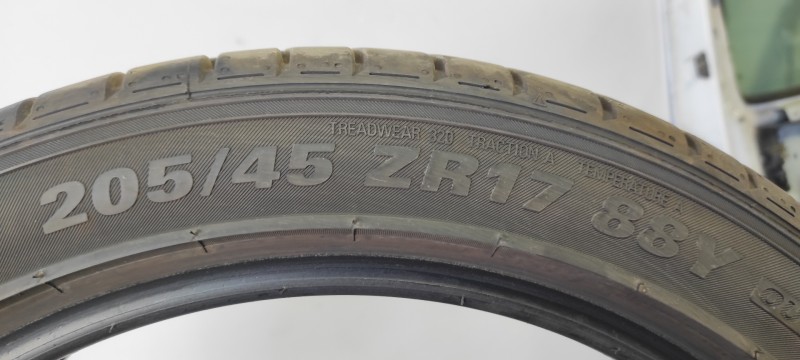 TREADWEAR 320 TRACTION A TEMPERATURE A
205/45 ZR17 88Y